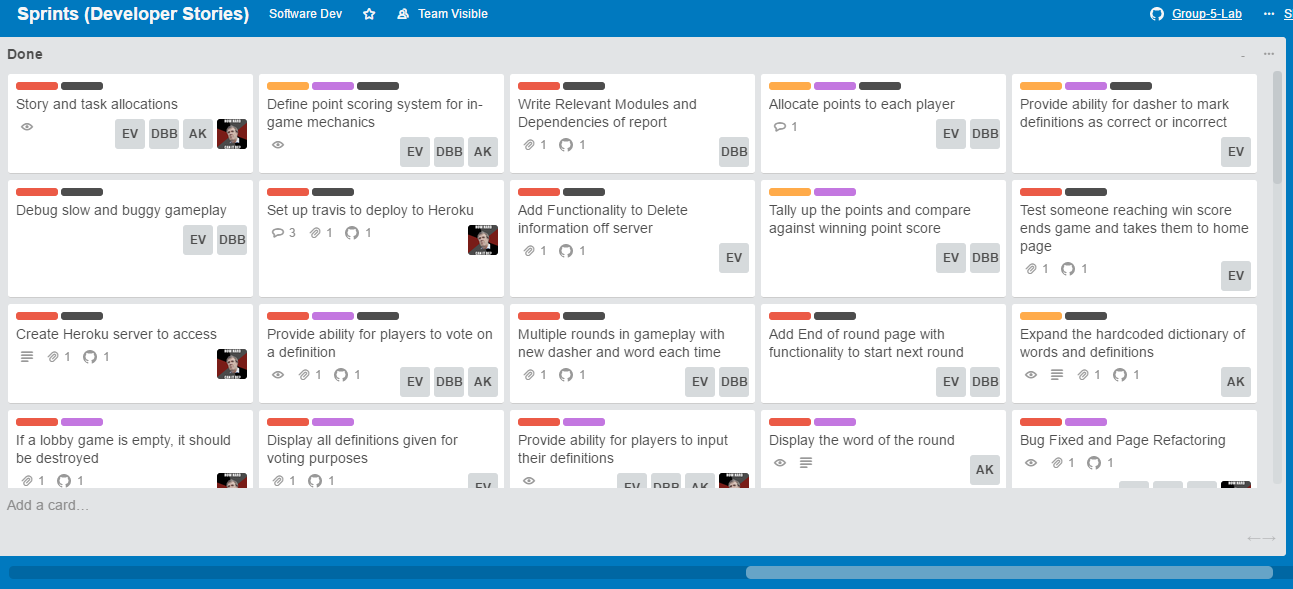 Sprints (Developer Stories) Software Dev Team Visible Group-5-Lab ... S
Done
Story and task allocations
EV DBB AK
Define point scoring system for in-
game mechanics
EV DBB AK
Write Relevant Modules and
Dependencies of report
1 1
DBB
Allocate points to each player
1
EV DBB
Provide ability for dasher to mark
definitions as correct or incorrect
EV
Debug slow and buggy gameplay
EV DBB
Set up travis to deploy to Heroku
3 1 1
Add Functionality to Delete
information off server
1 1
EV
Tally up the points and compare
against winning point score
EV DBB
Test someone reaching win score
ends game and takes them to home
page
1 1
EV
Create Heroku server to access
1 1
Provide ability for players to vote on
a definition
1 1
EV DBB AK
Multiple rounds in gameplay with
new dasher and word each time
1 1
EV DBB
Add End of round page with
functionality to start next round
EV DBB
Expand the hardcoded dictionary of
words and definitions
1 1
AK
If a lobby game is empty, it should
be destroyed
1 1
Display all definitions given for
voting purposes
1 1
EV
Provide ability for players to input
their definitions
EV DBB AK
Display the word of the round
AK
Bug Fixed and Page Refactoring
1 1
Add a card…